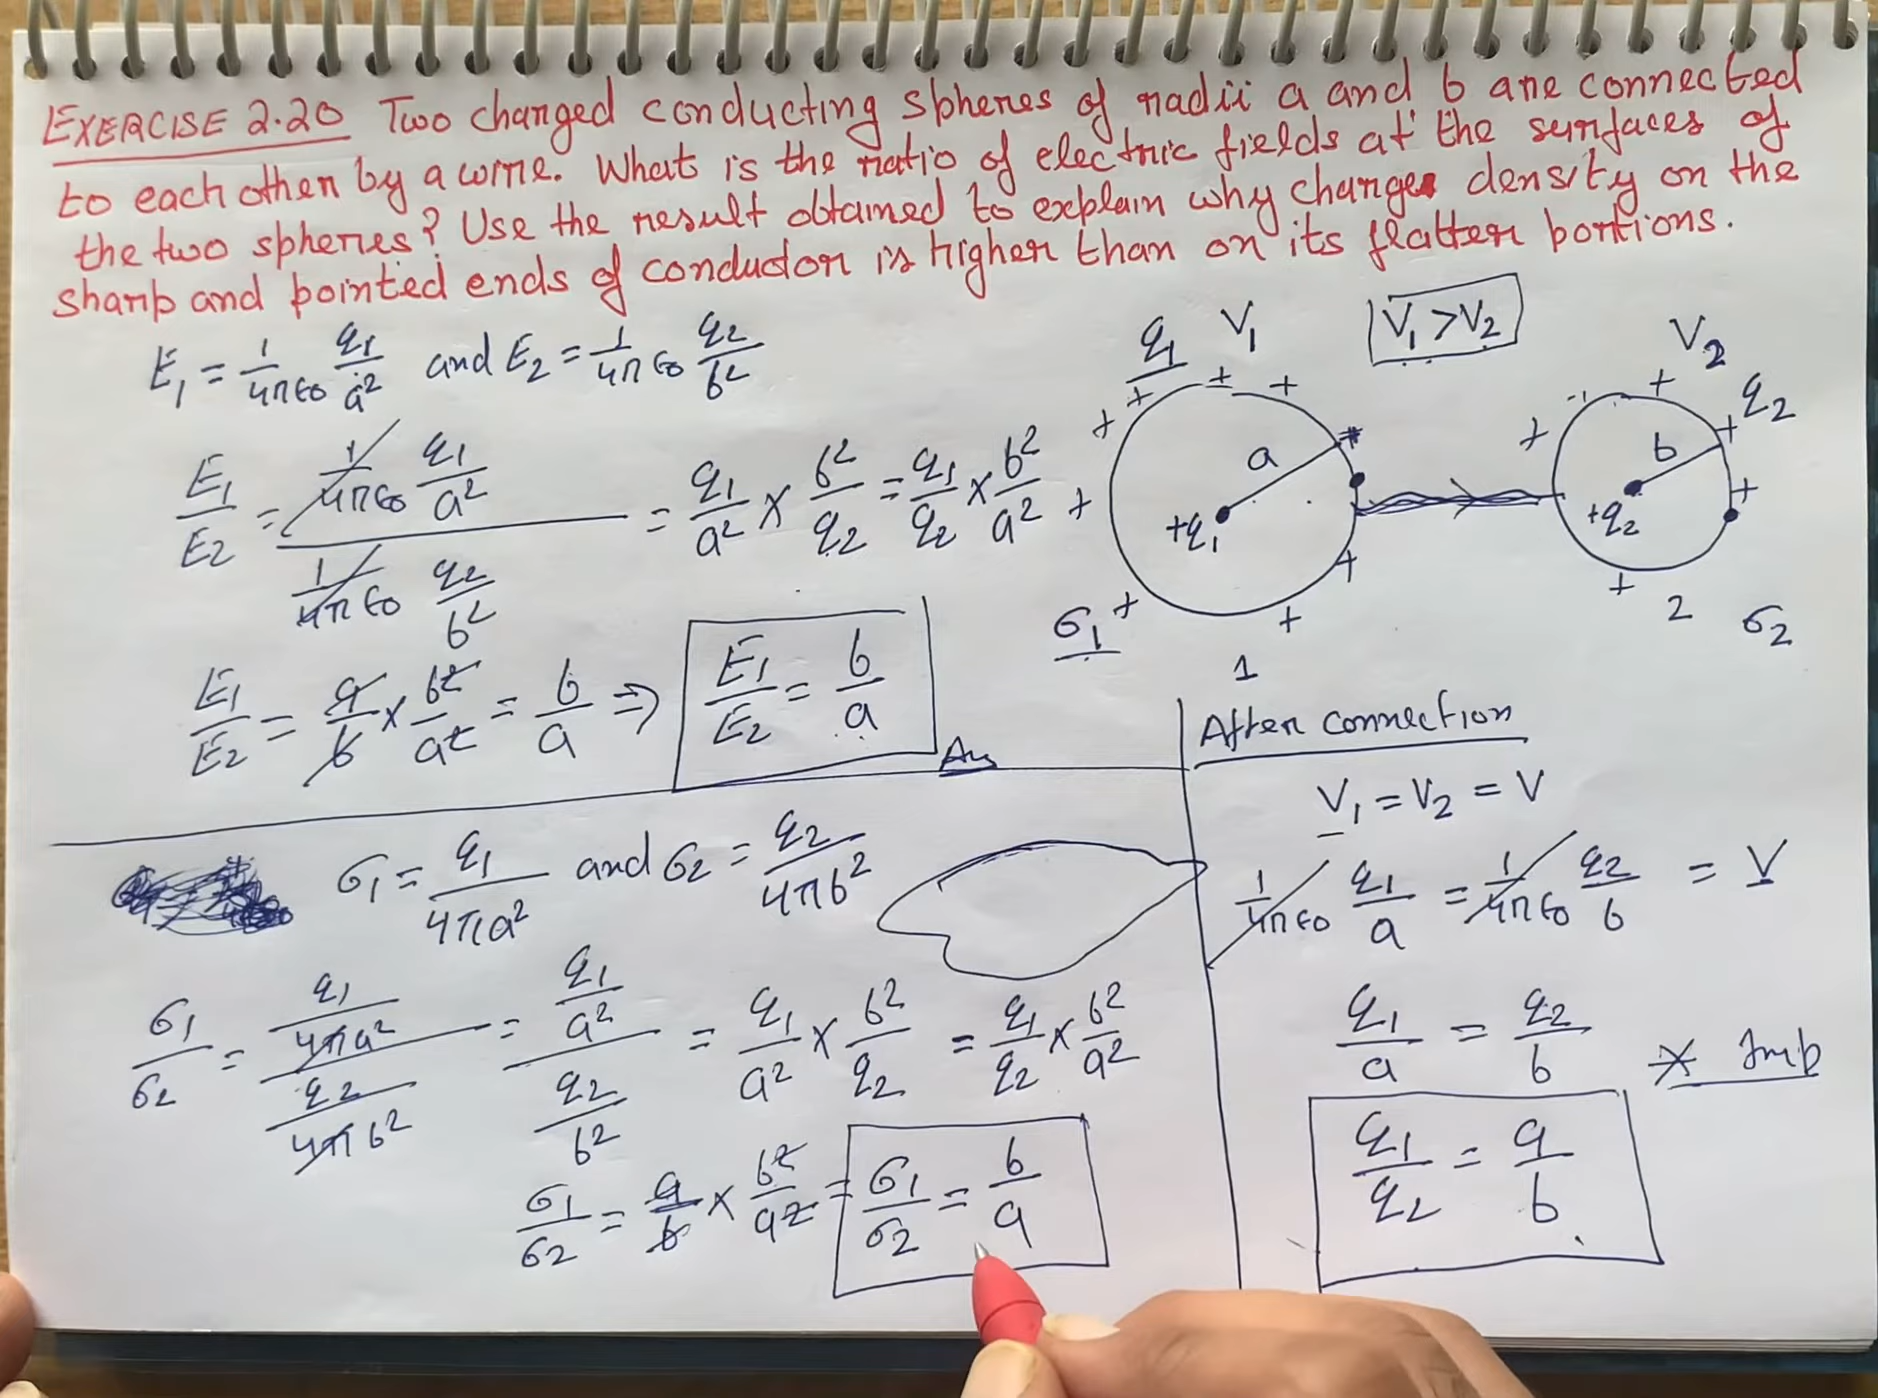 EXERCISE 2.20 Two charged conducting spheres of radii a and b are connected
to each other by a wire. What is the ratio of electric fields at the surfaces of
the two spheres? Use the result obtained to explain why charge density on the
sharp and pointed ends of conductor is higher than on its flatter portions.
E₁ = 1/4πε₀ q₁/a² and E₂ = 1/4πε₀ q₂/b²
E₁/E₂ = (1/4πε₀ q₁/a²)/(1/4πε₀ q₂/b²) = q₁/a² × b²/q₂ = q₁/q₂ × b²/a²
E₁/E₂ = a/b × b²/a² = b/a ⇒ E₁/E₂ = b/a
Ans
q₁ V₁
V₁ > V₂
V₂
q₂
+ + + + + + + + +
a
+q₁
σ₁
1
+ + + + +
b
+q₂
2
σ₂
σ₁ = q₁/4πa² and σ₂ = q₂/4πb²
σ₁/σ₂ = (q₁/4πa²)/(q₂/4πb²) = (q₁/a²)/(q₂/b²) = q₁/a² × b²/q₂ = q₁/q₂ × b²/a²
σ₁/σ₂ = a/b × b²/a² = σ₁/σ₂ = b/a
After connection
V₁ = V₂ = V
1/4πε₀ q₁/a = 1/4πε₀ q₂/b = V
q₁/a = q₂/b
* Imp
q₁/q₂ = a/b